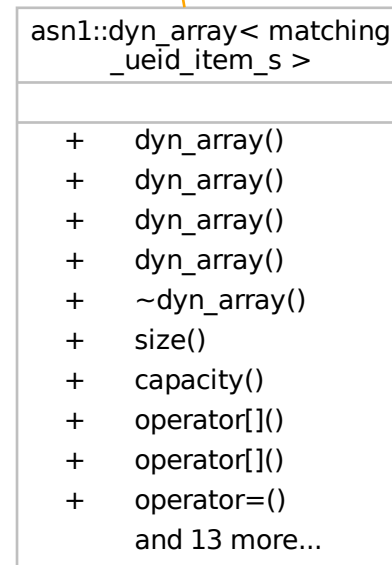 asn1::dyn_array< matching
_ueid_item_s >
+ dyn_array()
+ dyn_array()
+ dyn_array()
+ dyn_array()
+ ~dyn_array()
+ size()
+ capacity()
+ operator[]()
+ operator[]()
+ operator=()
and 13 more...